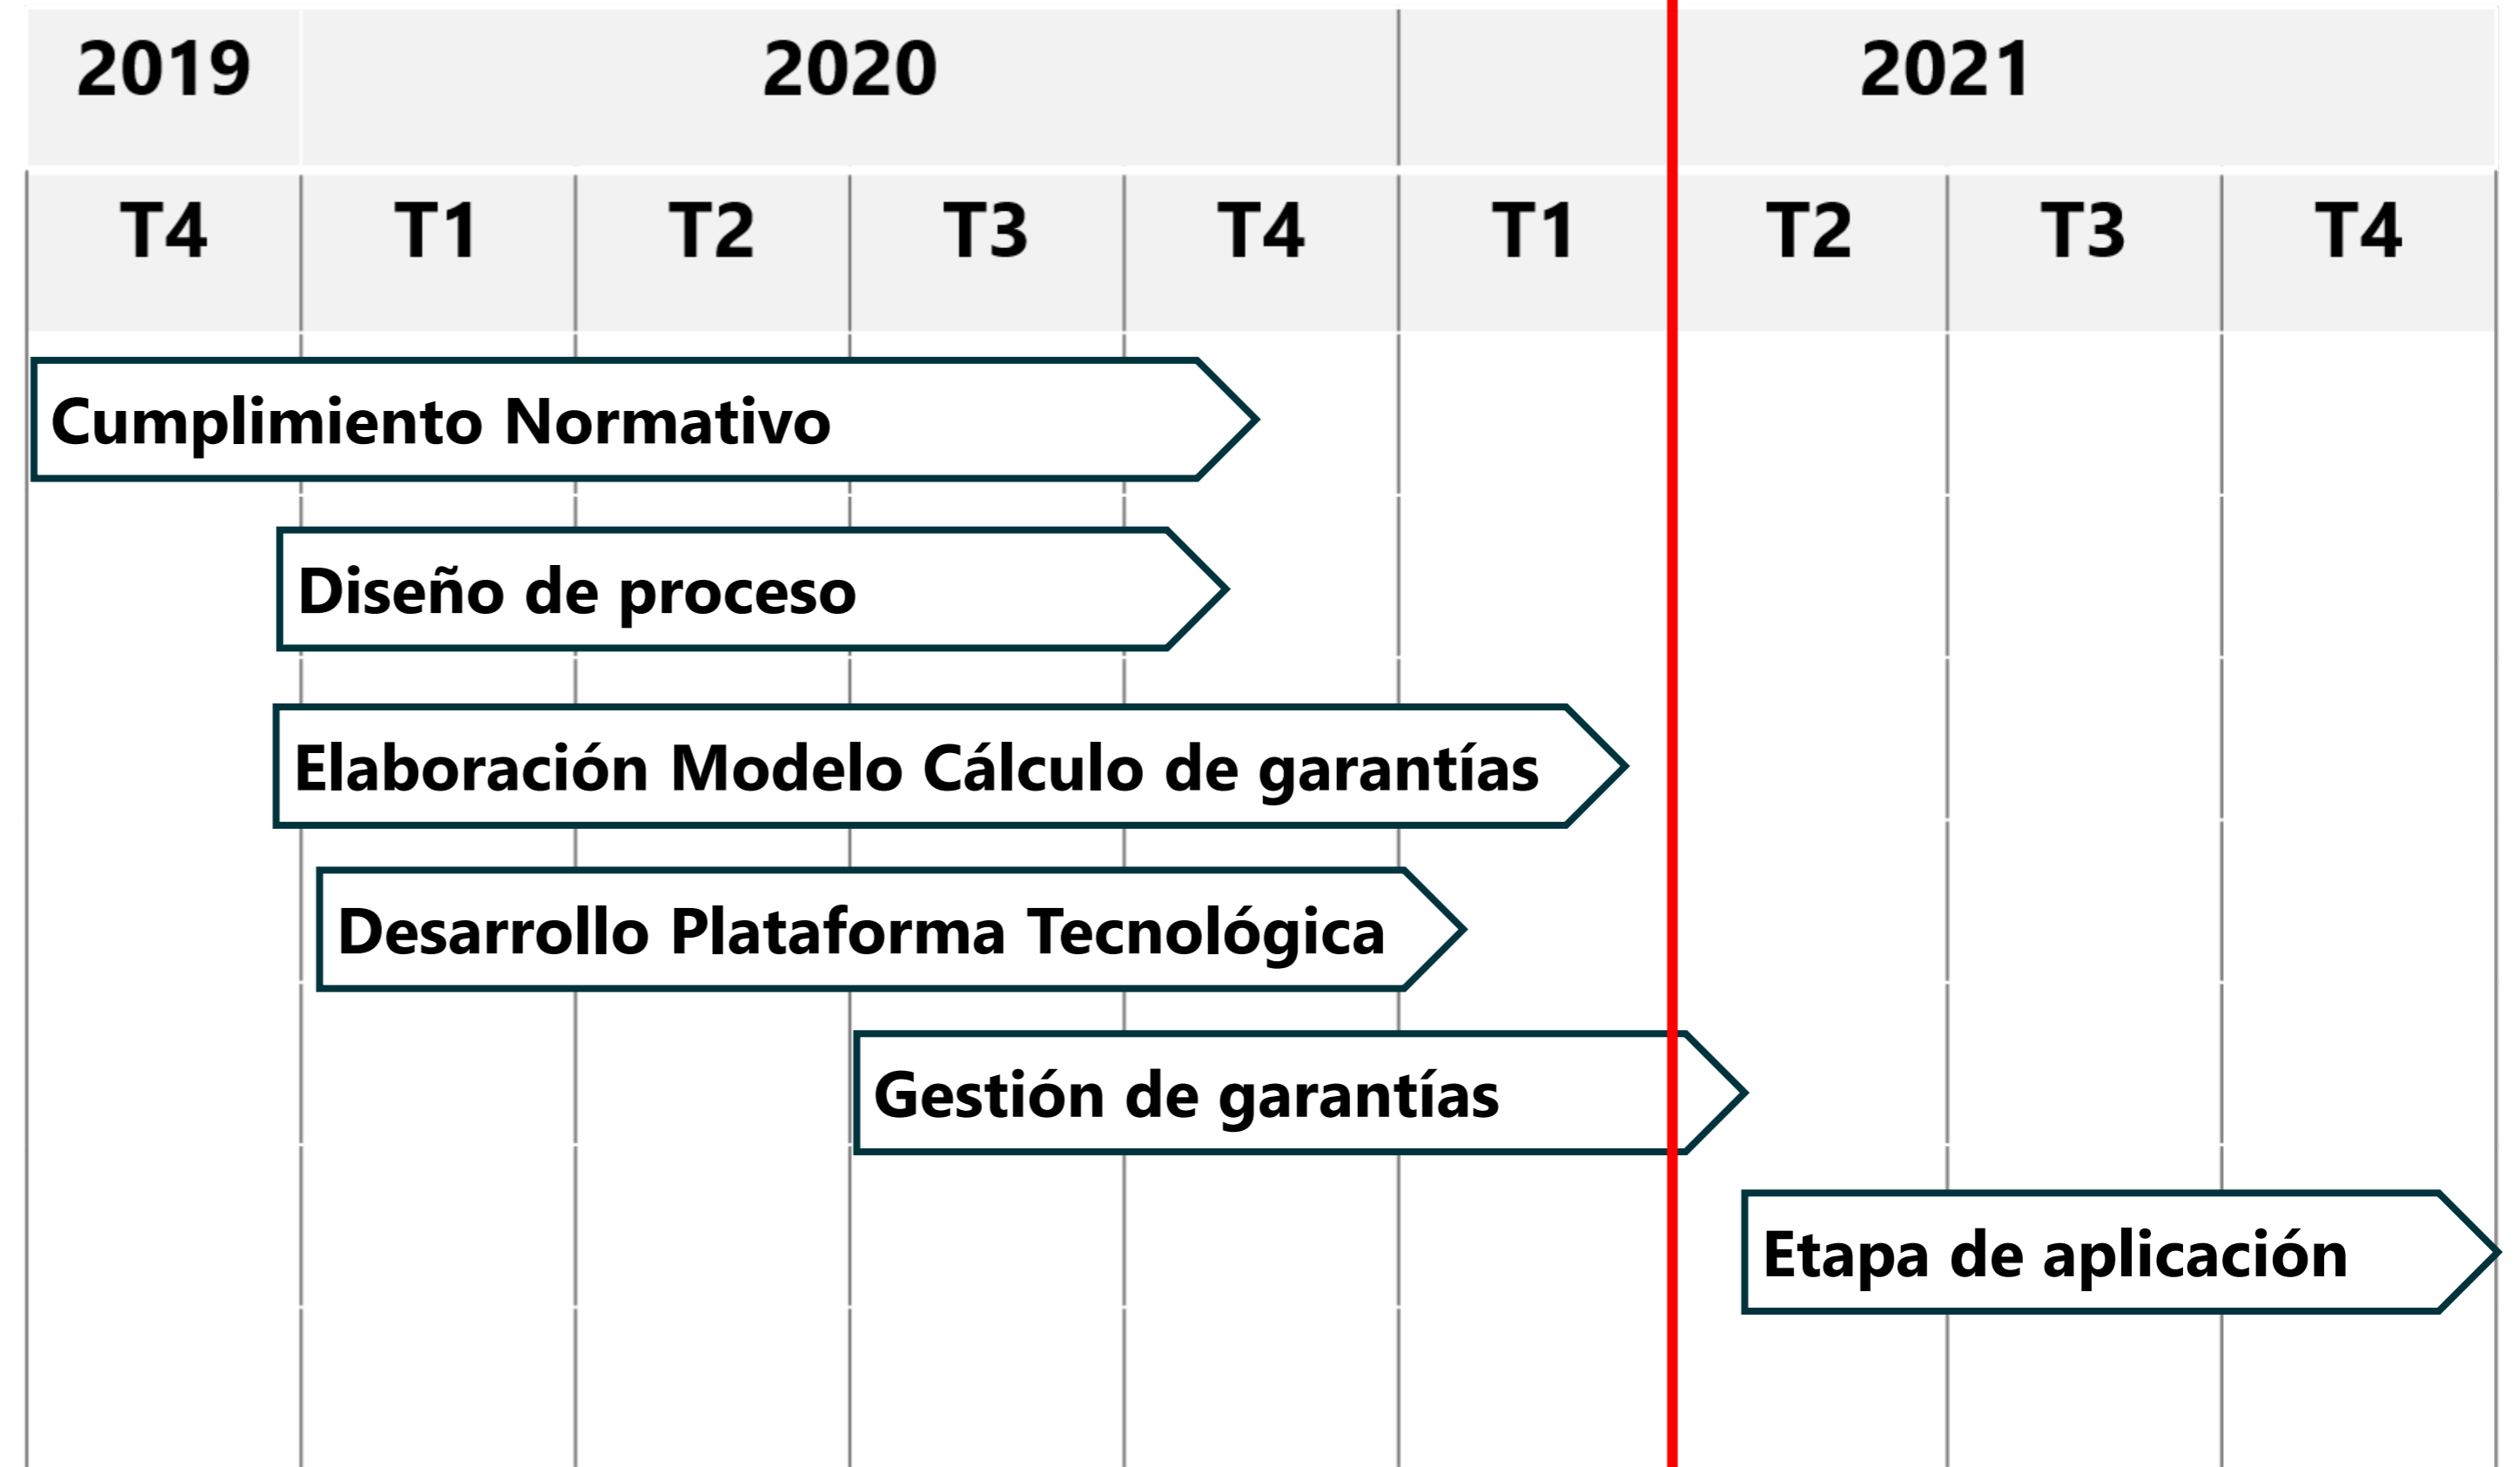 2019 2020 2021
T4 T1 T2 T3 T4 T1 T2 T3 T4
Cumplimiento Normativo
Diseño de proceso
Elaboración Modelo Cálculo de garantías
Desarrollo Plataforma Tecnológica
Gestión de garantías
Etapa de aplicación